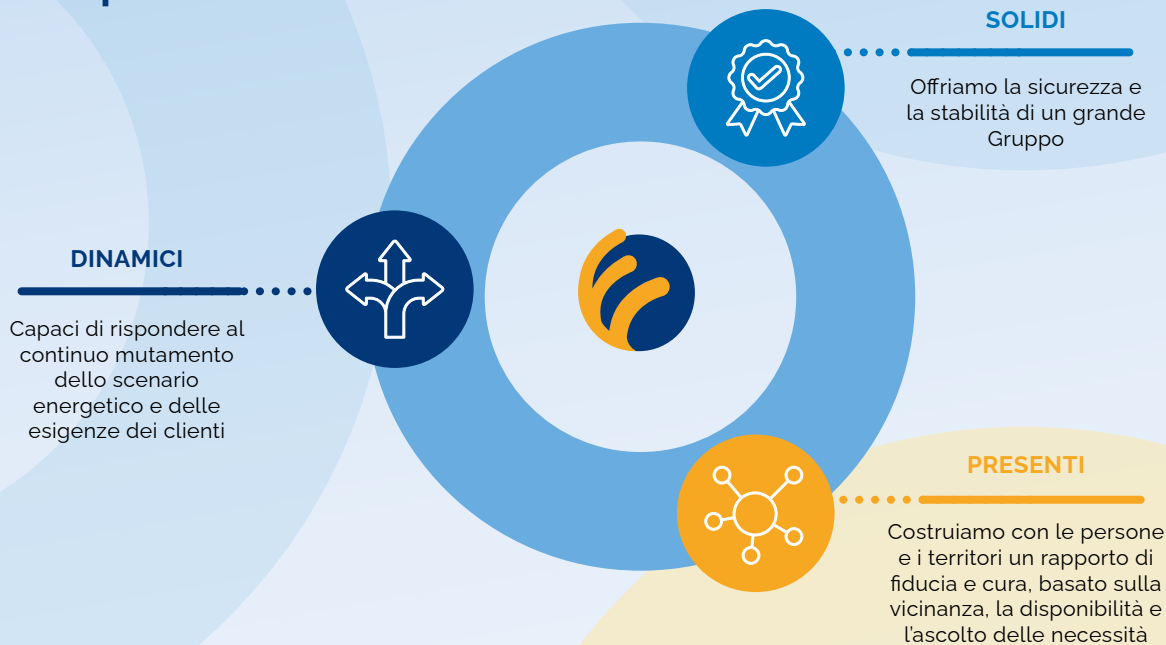 SOLIDI
Offriamo la sicurezza e
la stabilità di un grande
Gruppo
DINAMICI
Capaci di rispondere al
continuo mutamento
dello scenario
energetico e delle
esigenze dei clienti
PRESENTI
Costruiamo con le persone
e i territori un rapporto di
fiducia e cura, basato sulla
vicinanza, la disponibilità e
l’ascolto delle necessità